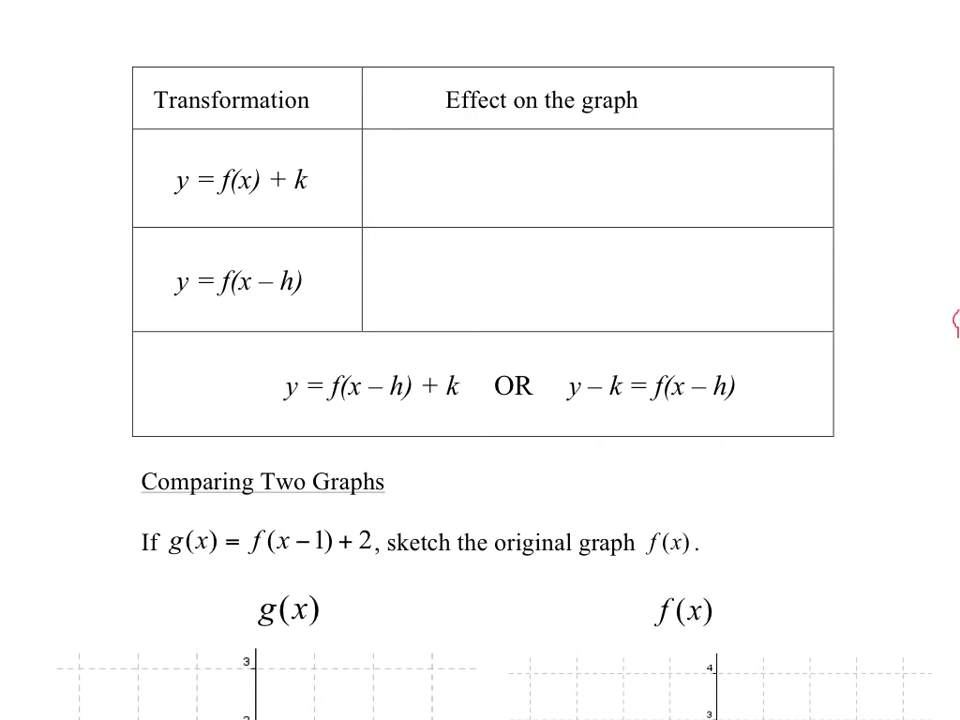 Transformation Effect on the graph
y = f(x) + k
y = f(x – h)
y = f(x – h) + k OR y – k = f(x – h)
Comparing Two Graphs
If g(x) = f(x − 1) + 2, sketch the original graph f(x).
g(x) f(x)
3 4
3